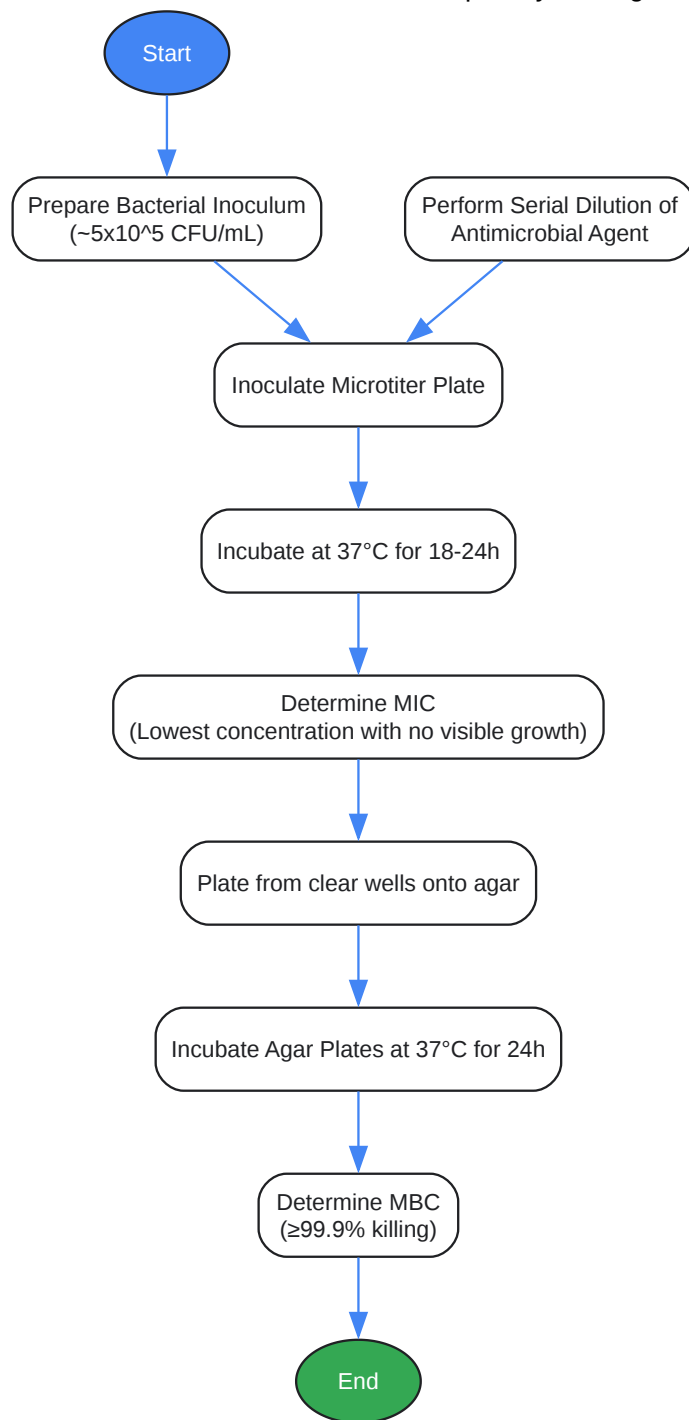 Start
Prepare Bacterial Inoculum
(~5x10^5 CFU/mL)
Perform Serial Dilution of
Antimicrobial Agent
Inoculate Microtiter Plate
Incubate at 37°C for 18-24h
Determine MIC
(Lowest concentration with no visible growth)
Plate from clear wells onto agar
Incubate Agar Plates at 37°C for 24h
Determine MBC
(≥99.9% killing)
End